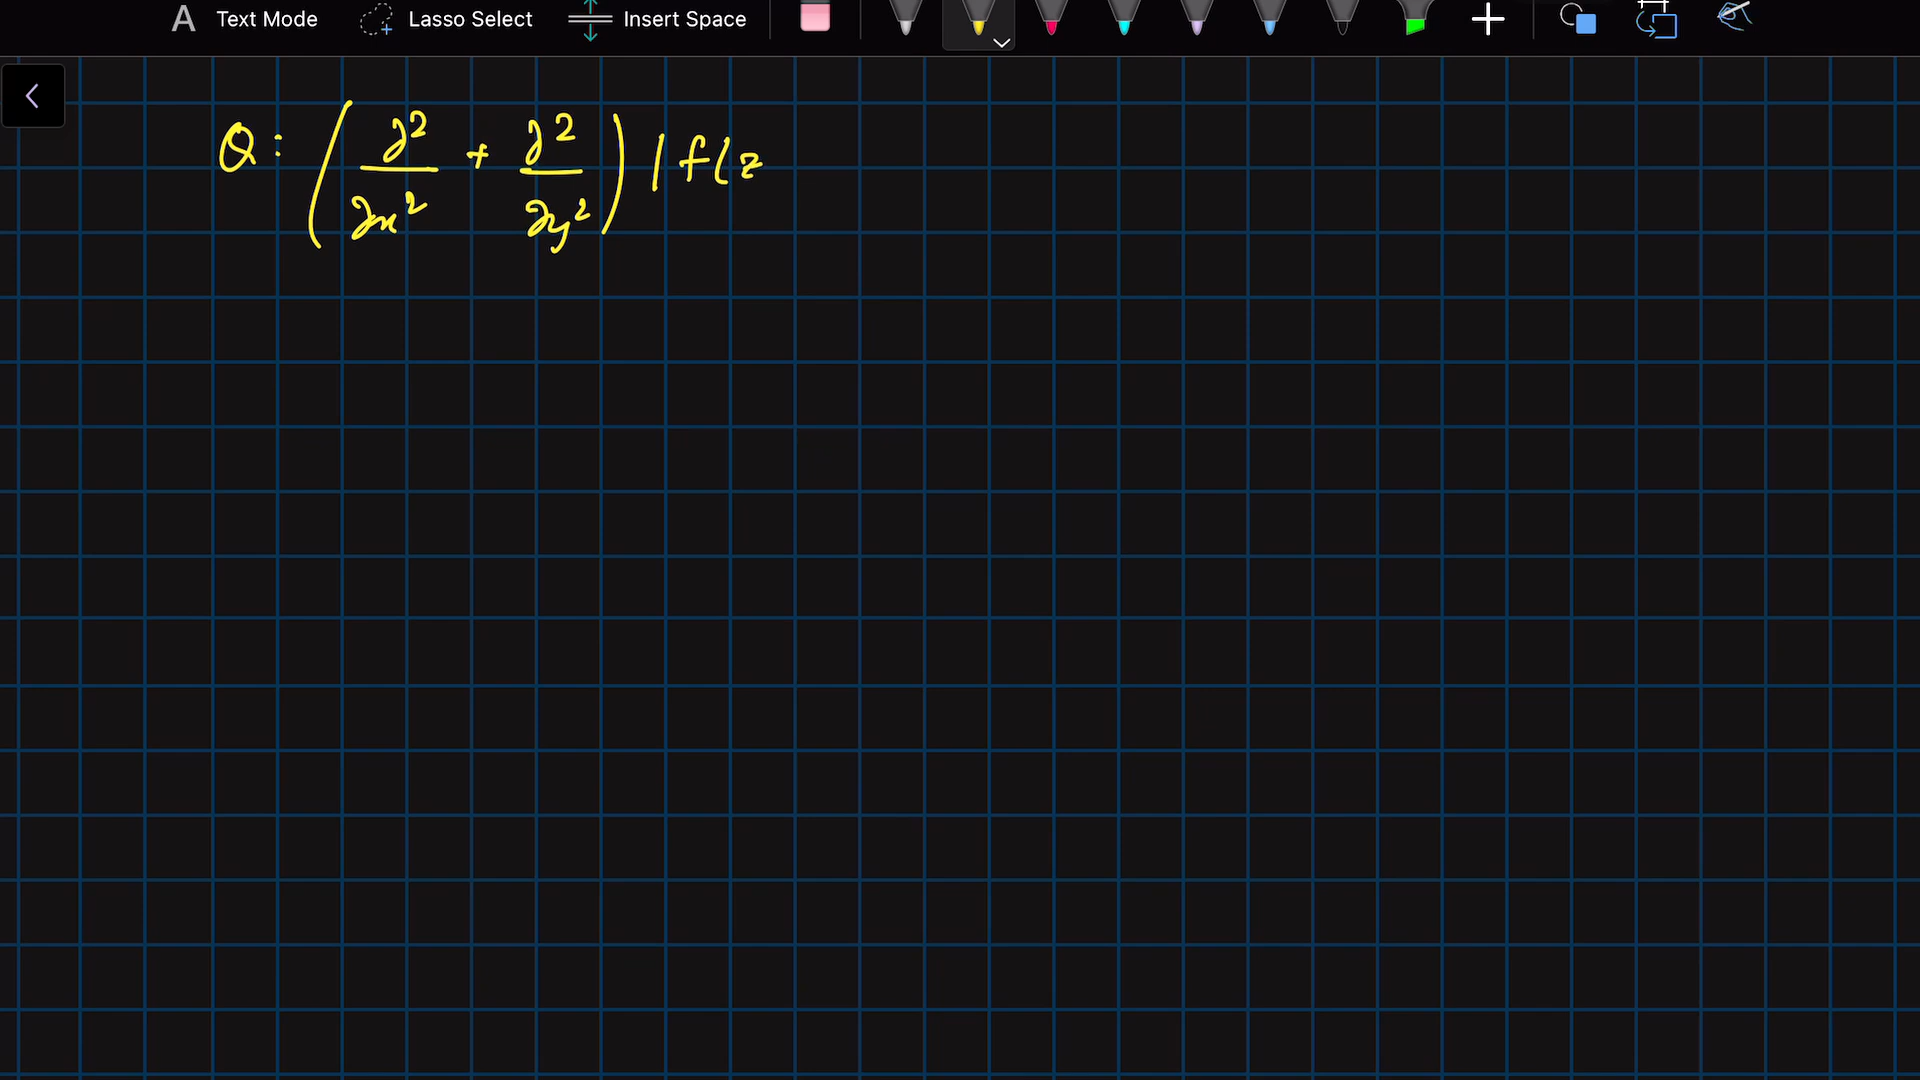 Text Mode Lasso Select Insert Space
Q: (∂²/∂x² + ∂²/∂y²) |f(z